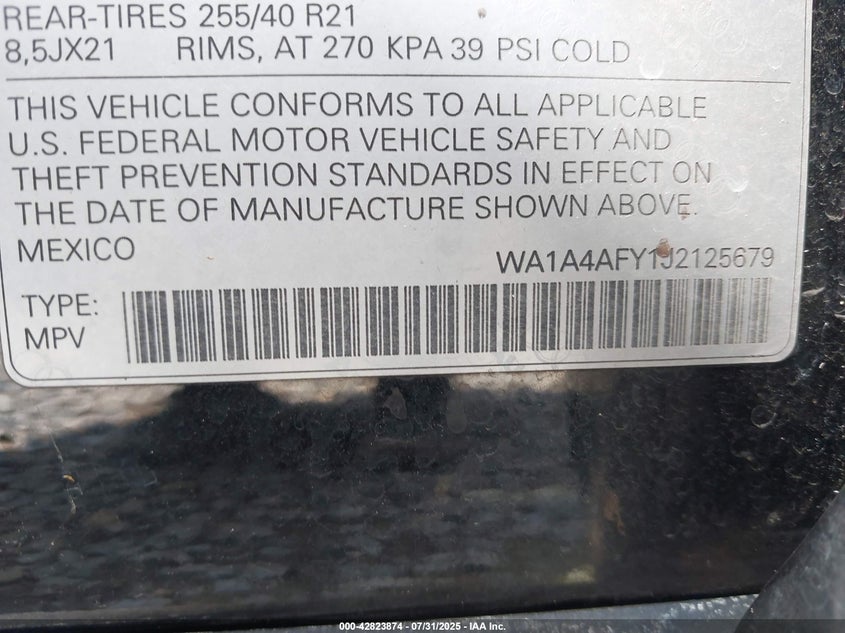 REAR-TIRES 255/40 R21
8,5JX21 RIMS, AT 270 KPA 39 PSI COLD
THIS VEHICLE CONFORMS TO ALL APPLICABLE
U.S. FEDERAL MOTOR VEHICLE SAFETY AND
THEFT PREVENTION STANDARDS IN EFFECT ON
THE DATE OF MANUFACTURE SHOWN ABOVE.
MEXICO WA1A4AFY1J2125679
TYPE:
MPV
000-42823874 - 07/31/2025 - IAA Inc.